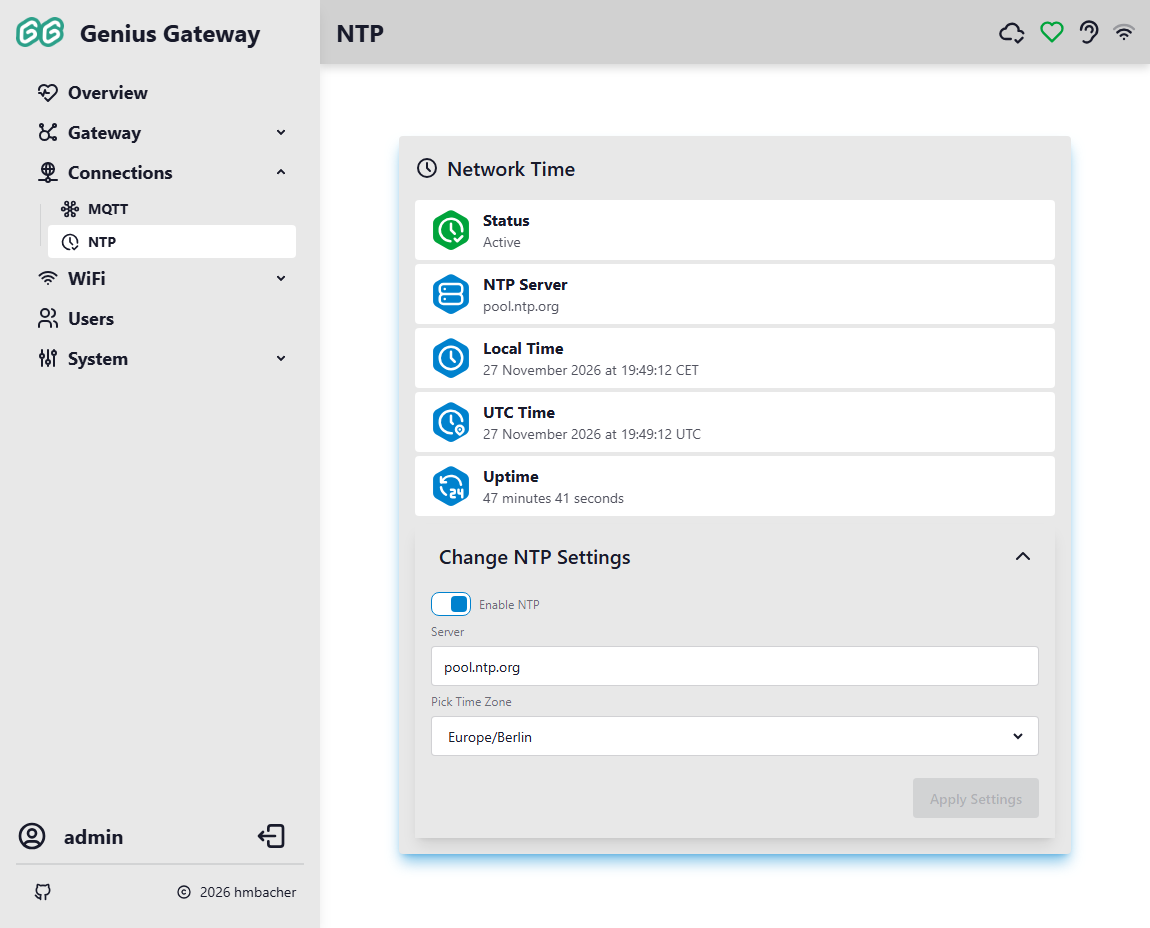 Genius Gateway
Overview
Gateway
Connections
MQTT
NTP
WiFi
Users
System
admin
© 2026 hmbacher
NTP
Network Time
Status
Active
NTP Server
pool.ntp.org
Local Time
27 November 2026 at 19:49:12 CET
UTC Time
27 November 2026 at 19:49:12 UTC
24
Uptime
47 minutes 41 seconds
Change NTP Settings
Enable NTP
Server
pool.ntp.org
Pick Time Zone
Europe/Berlin
Apply Settings